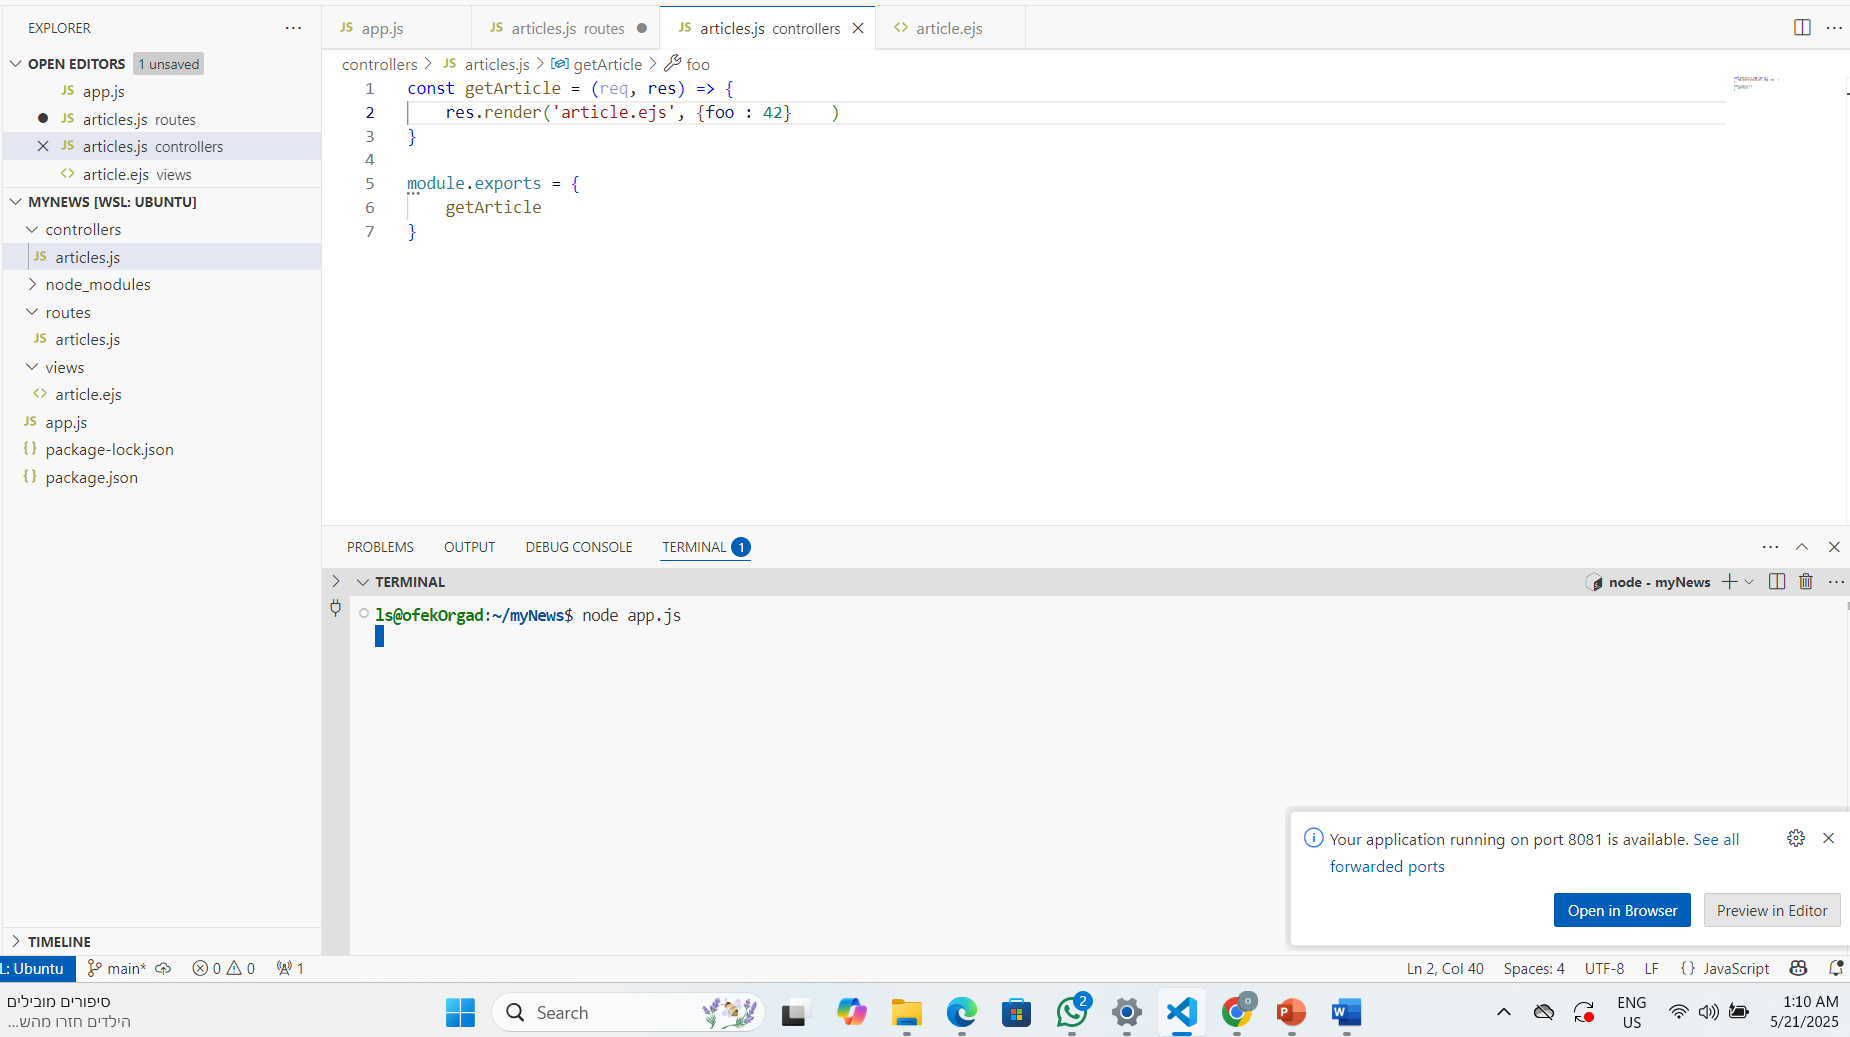 EXPLORER
OPEN EDITORS 1 unsaved
JS app.js
JS articles.js routes
JS articles.js controllers
<> article.ejs views
MYNEWS [WSL: UBUNTU]
controllers
JS articles.js
node_modules
routes
JS articles.js
views
<> article.ejs
JS app.js
{} package-lock.json
{} package.json
TIMELINE
JS app.js
JS articles.js routes
JS articles.js controllers
<> article.ejs
controllers > JS articles.js > getArticle > foo
1 const getArticle = (req, res) => {
2 res.render('article.ejs', {foo : 42} )
3 }
4
5 module.exports = {
6 getArticle
7 }
PROBLEMS OUTPUT DEBUG CONSOLE TERMINAL 1
TERMINAL
node - myNews
ls@ofekOrgad:~/myNews$ node app.js
Your application running on port 8081 is available. See all
forwarded ports
Open in Browser
Preview in Editor
L: Ubuntu main* 0 0 1
Ln 2, Col 40 Spaces: 4 UTF-8 LF {} JavaScript
סיפורים מובילים
הילדים חזרו מהש...
Search
2
ENG
US
1:10 AM
5/21/2025